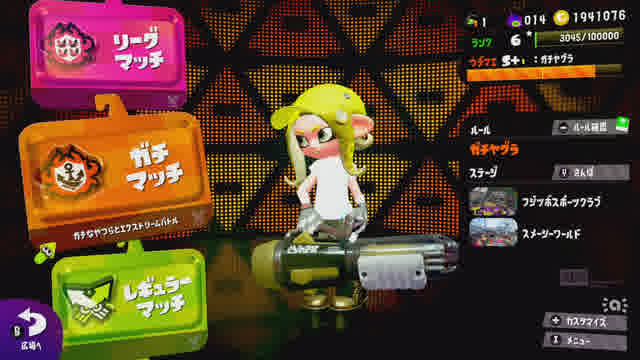 リーグ
マッチ
ガチ
マッチ
ガチなやつらとエクストリームバトル
レギュラー
マッチ
B
広場へ
1
014
1941076
ランク
6
3045/100000
ウデマエ S+ : ガチヤグラ
ルール
ルール確認
ガチヤグラ
ステージ
Y さんぽ
フジツボスポーツクラブ
スメーシーワールド
+ カスタマイズ
X メニュー